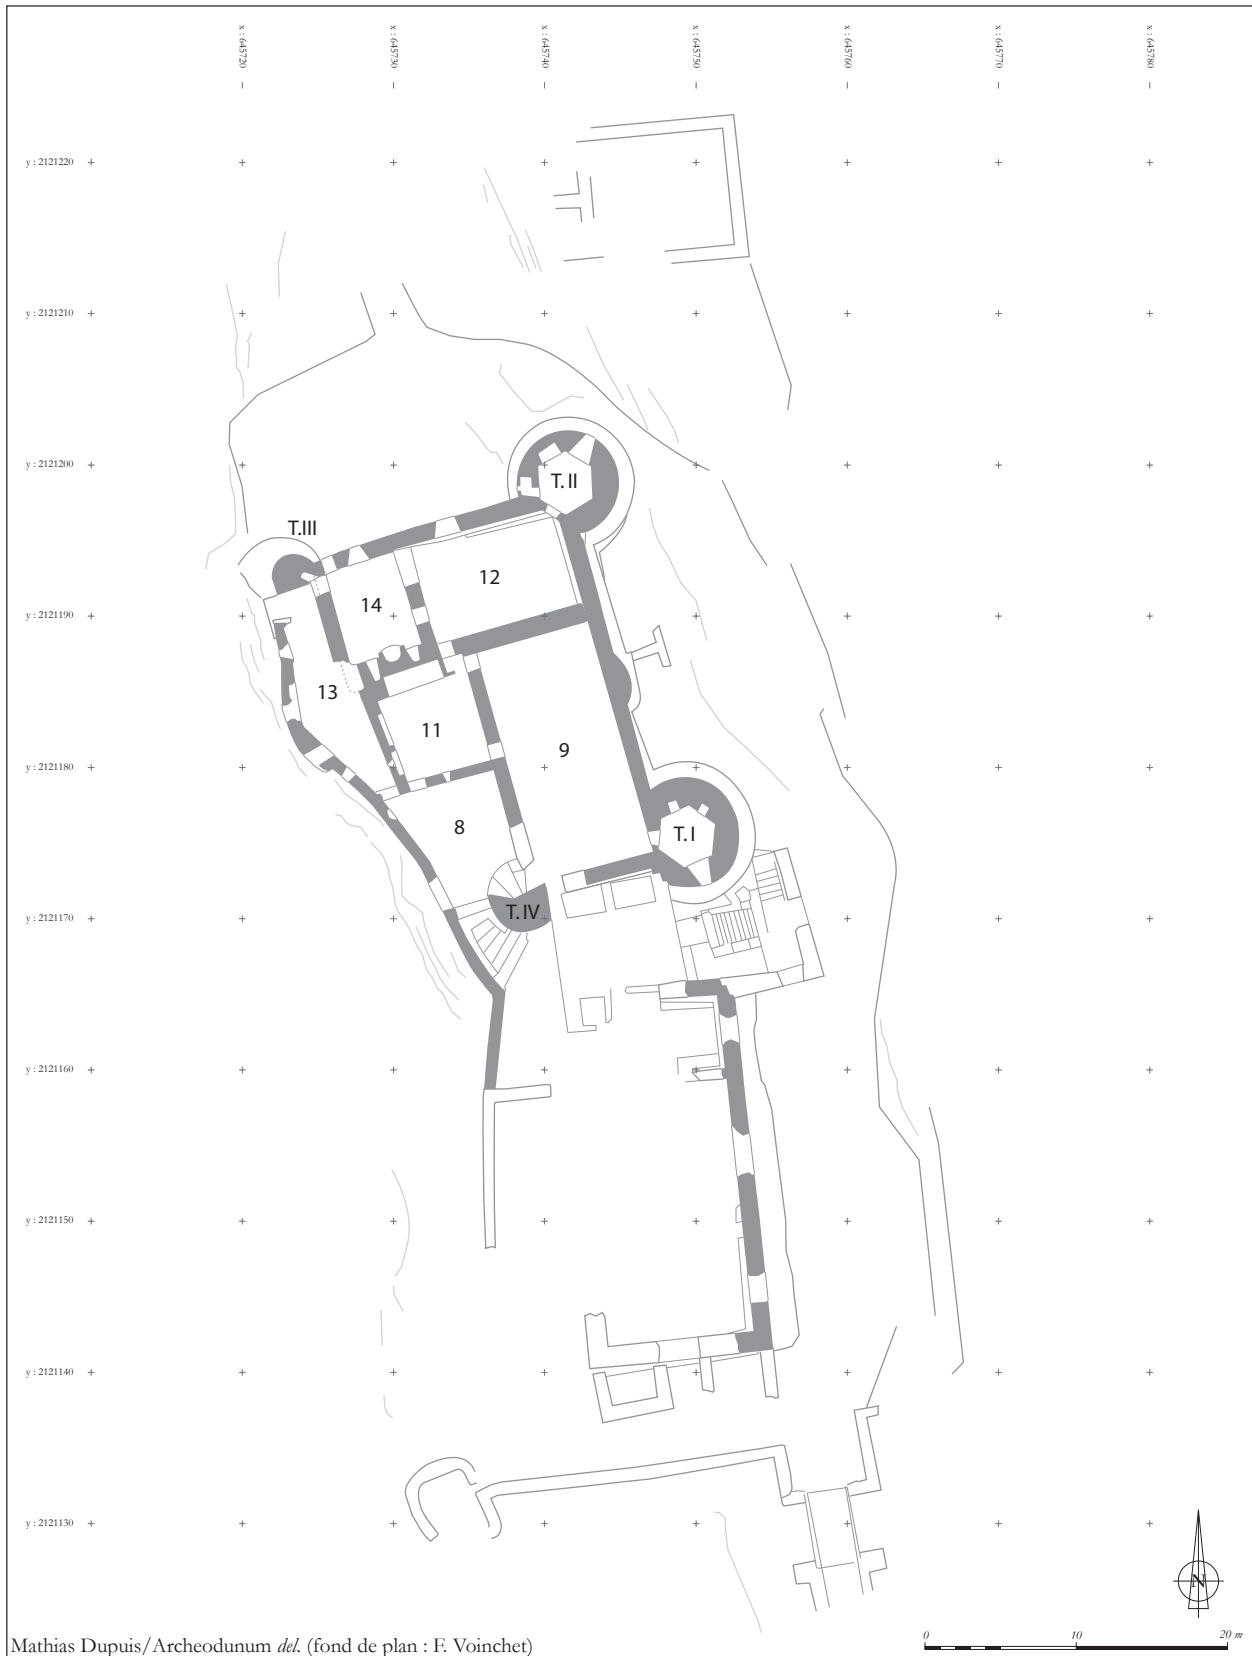 x : 645720
x : 645730
x : 645740
x : 645750
x : 645760
x : 645770
x : 645780
y : 2121220
y : 2121210
y : 2121200
T. II
T.III
12
14
y : 2121190
13
11
9
y : 2121180
8
T. I
T. IV
y : 2121170
y : 2121160
y : 2121150
y : 2121140
y : 2121130
N
Mathias Dupuis/Archeodunum del. (fond de plan : F. Voinchet)
0 10 20 m